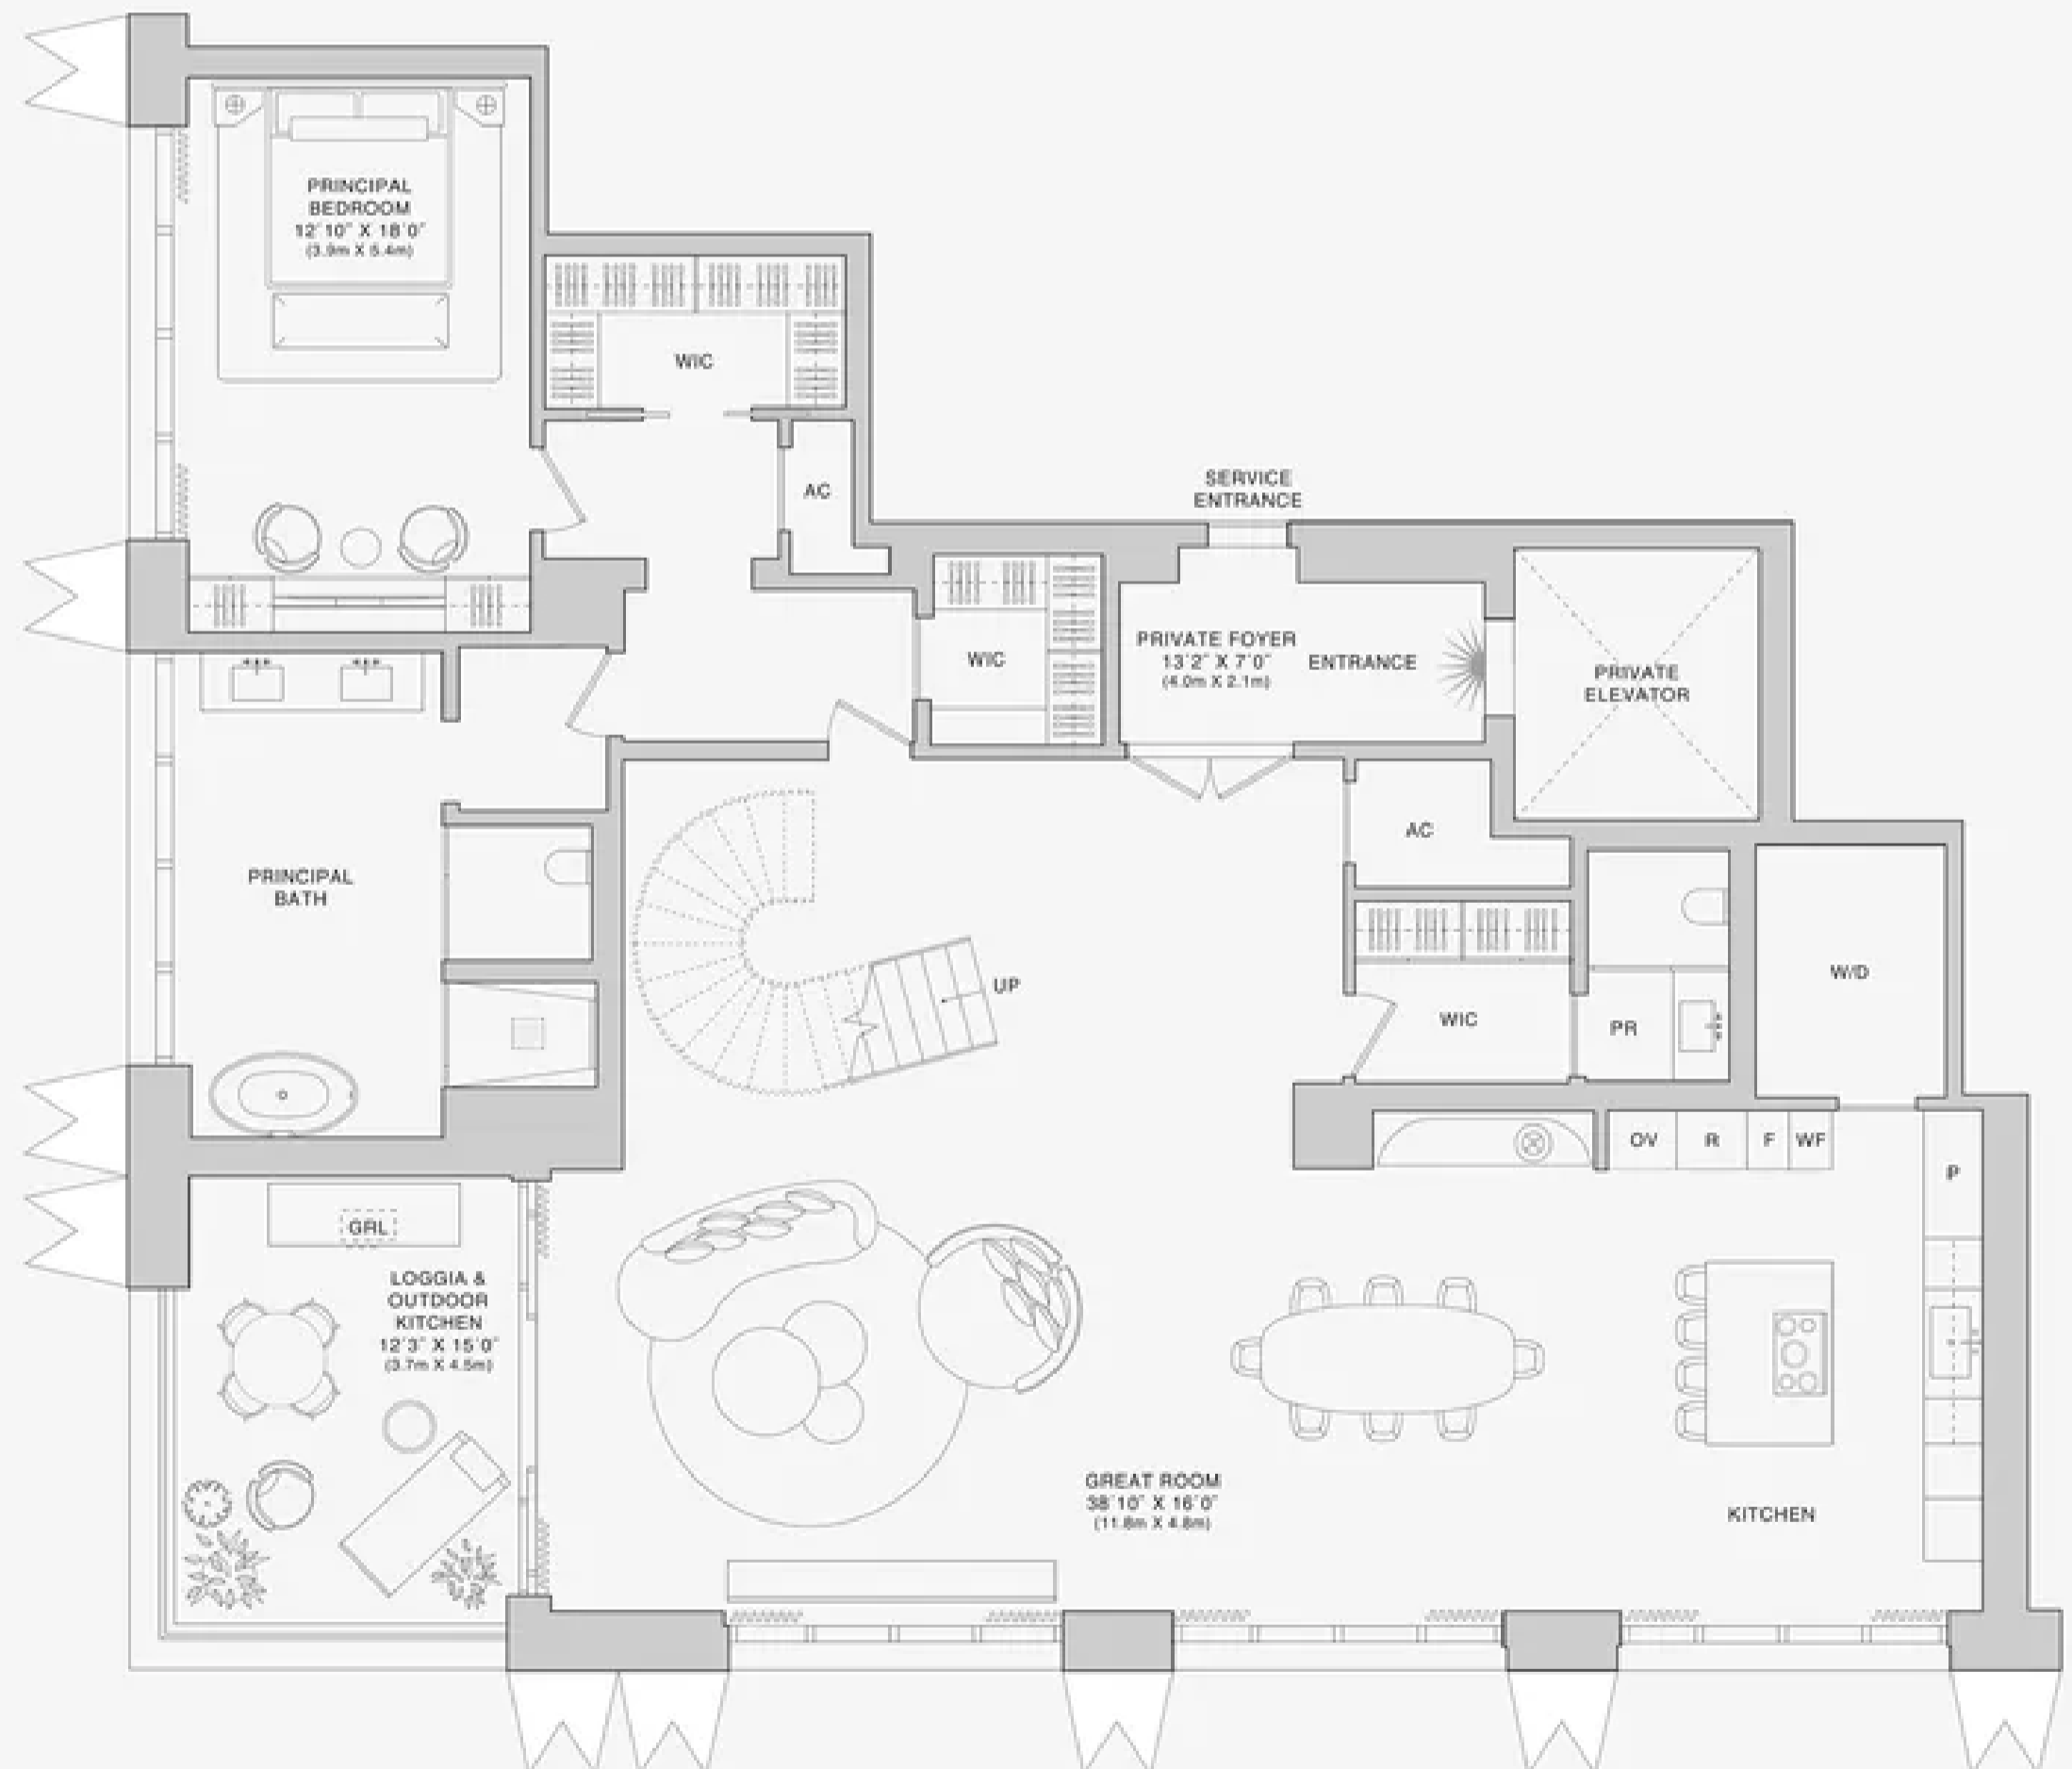 PRINCIPAL
BEDROOM
12'10" X 18'0"
(3.9m X 5.4m)
WIC
AC
SERVICE
ENTRANCE
WIC
PRIVATE FOYER
13'2" X 7'0"
(4.0m X 2.1m)
ENTRANCE
PRIVATE
ELEVATOR
AC
PRINCIPAL
BATH
UP
WIC
PR
W/D
OV
R
F
WF
P
GRL
LOGGIA &
OUTDOOR
KITCHEN
12'3" X 15'0"
(3.7m X 4.5m)
GREAT ROOM
38'10" X 16'0"
(11.8m X 4.8m)
KITCHEN